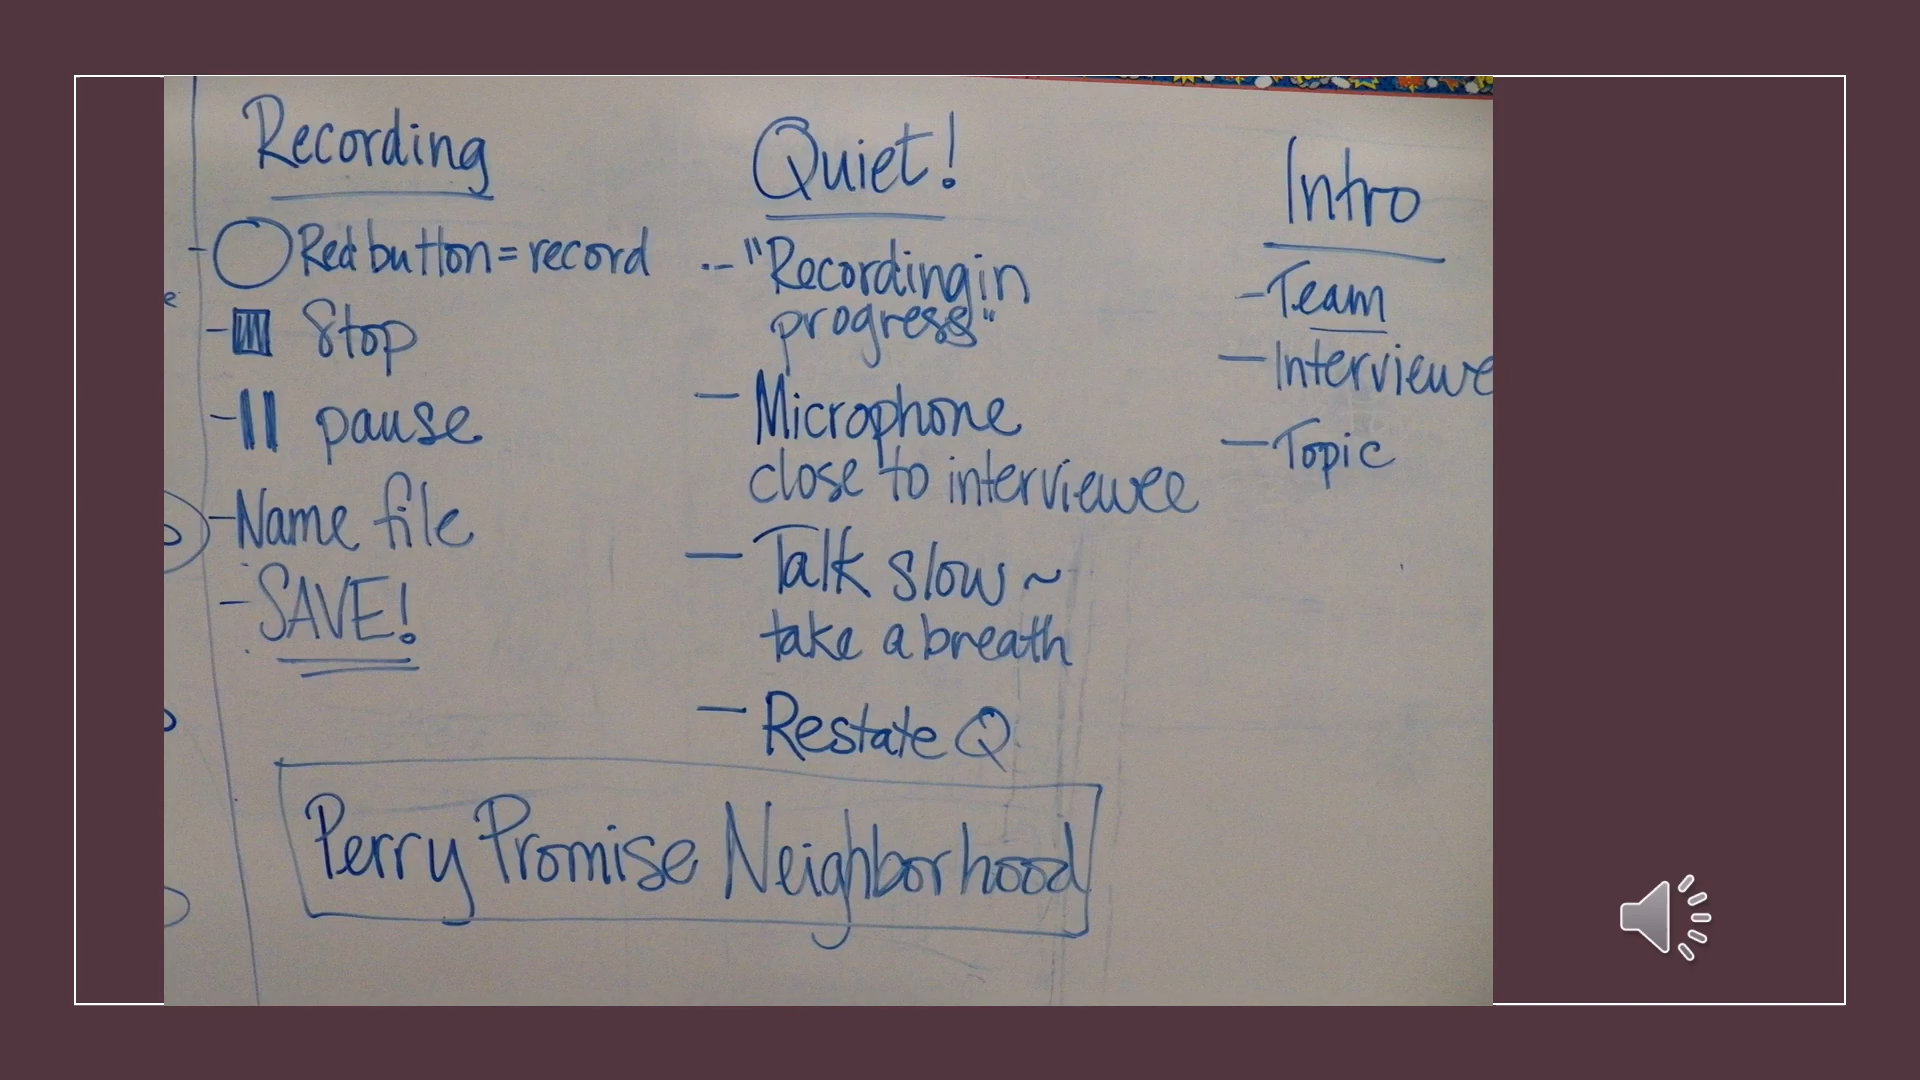 Recording
- Red button = record
- Stop
- pause
- Name file
- SAVE!
Quiet!
- "Recording in
progress"
- Microphone
close to interviewee
- Talk slow ~
take a breath
- Restate Q
Intro
- Team
- Interviewe
- Topic
Perry Promise Neighborhood